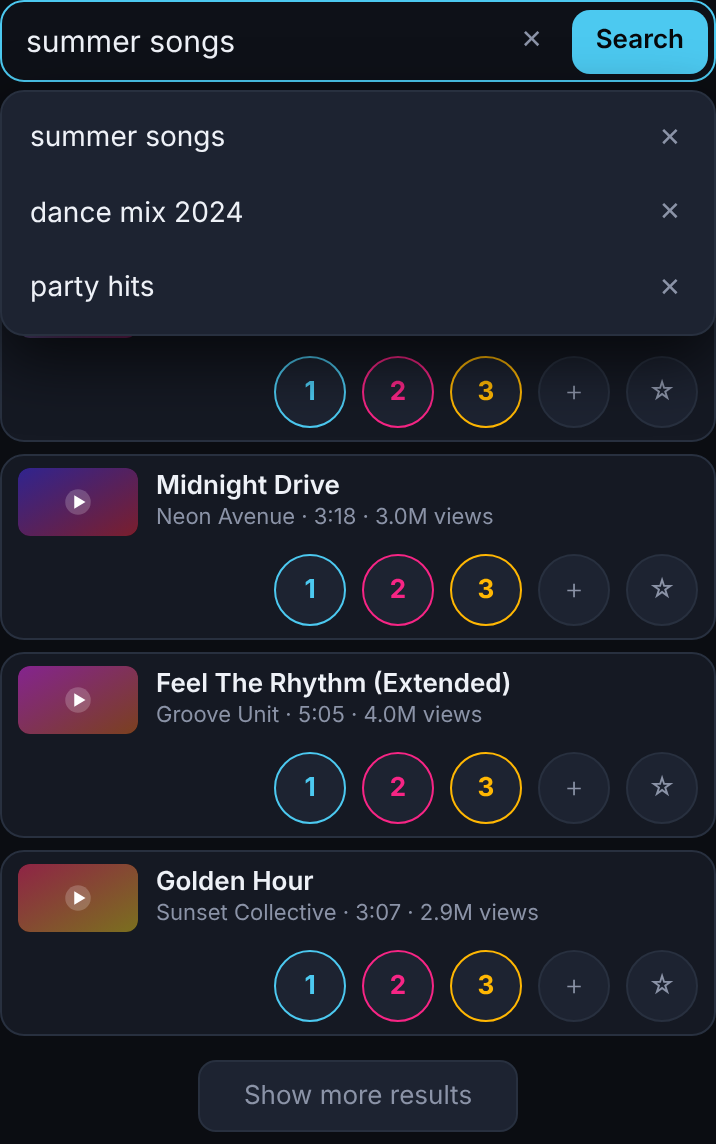 summer songs ✕ Search
summer songs ✕
dance mix 2024 ✕
party hits ✕
1 2 3 + ☆
Midnight Drive
Neon Avenue · 3:18 · 3.0M views
1 2 3 + ☆
Feel The Rhythm (Extended)
Groove Unit · 5:05 · 4.0M views
1 2 3 + ☆
Golden Hour
Sunset Collective · 3:07 · 2.9M views
1 2 3 + ☆
Show more results